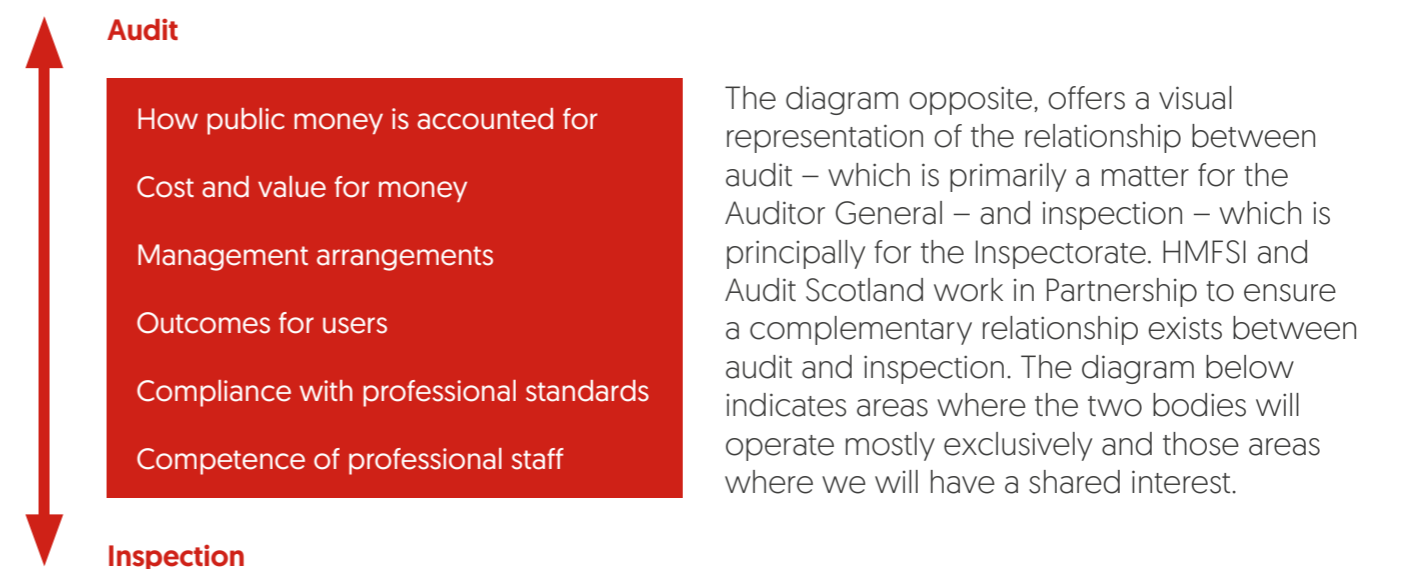 Audit
How public money is accounted for
Cost and value for money
Management arrangements
Outcomes for users
Compliance with professional standards
Competence of professional staff
Inspection
The diagram opposite, offers a visual
representation of the relationship between
audit – which is primarily a matter for the
Auditor General – and inspection – which is
principally for the Inspectorate. HMFSI and
Audit Scotland work in Partnership to ensure
a complementary relationship exists between
audit and inspection. The diagram below
indicates areas where the two bodies will
operate mostly exclusively and those areas
where we will have a shared interest.